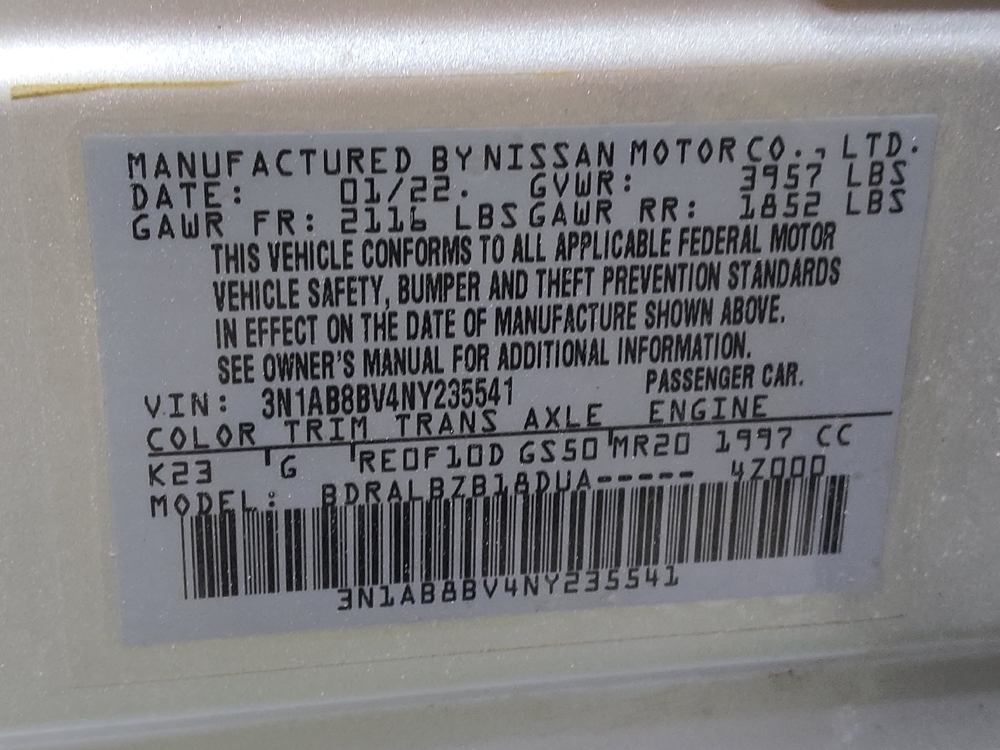 MANUFACTURED BY NISSAN MOTOR CO., LTD.
DATE: 01/22. GVWR: 3957 LBS
GAWR FR: 2116 LBS GAWR RR: 1852 LBS
THIS VEHICLE CONFORMS TO ALL APPLICABLE FEDERAL MOTOR
VEHICLE SAFETY, BUMPER AND THEFT PREVENTION STANDARDS
IN EFFECT ON THE DATE OF MANUFACTURE SHOWN ABOVE.
SEE OWNER'S MANUAL FOR ADDITIONAL INFORMATION.
VIN: 3N1AB8BV4NY235541 PASSENGER CAR.
COLOR TRIM TRANS AXLE ENGINE
K23 G RE0F10D GS50 MR20 1997 CC
MODEL: BDRALBZB18DUA----- 4Z000
3N1AB8BV4NY235541